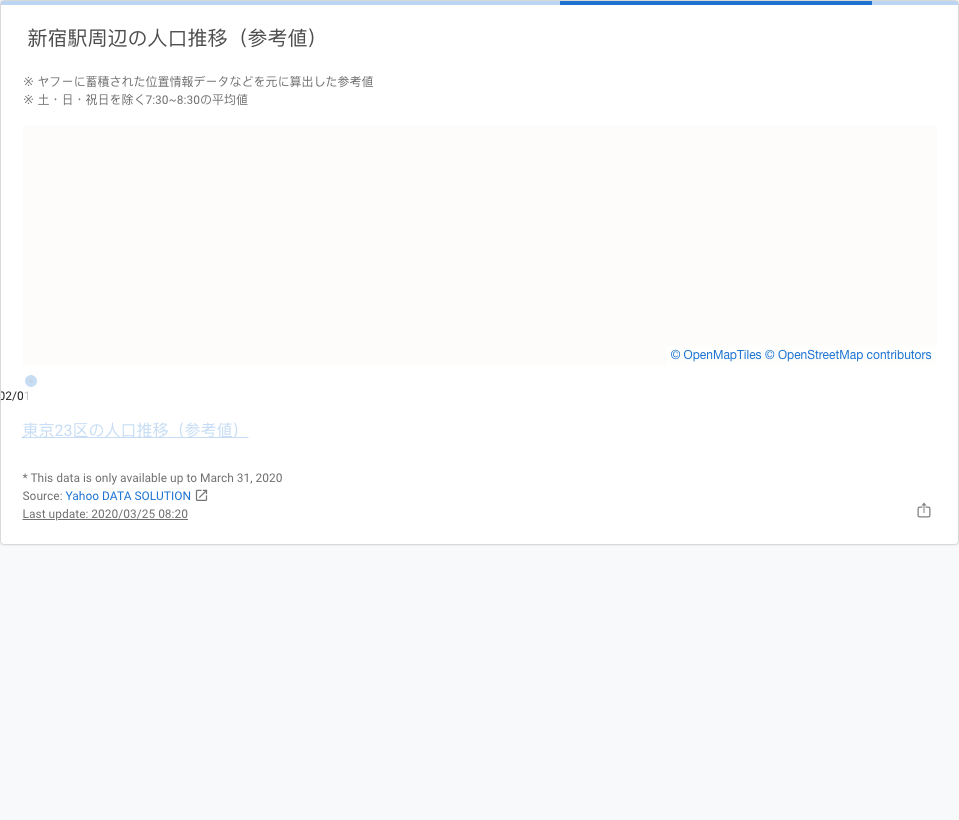 新宿駅周辺の人口推移（参考値）
※ ヤフーに蓄積された位置情報データなどを元に算出した参考値
※ 土・日・祝日を除く7:30~8:30の平均値
© OpenMapTiles © OpenStreetMap contributors
02/01
東京23区の人口推移（参考値）
* This data is only available up to March 31, 2020
Source: Yahoo DATA SOLUTION
Last update: 2020/03/25 08:20